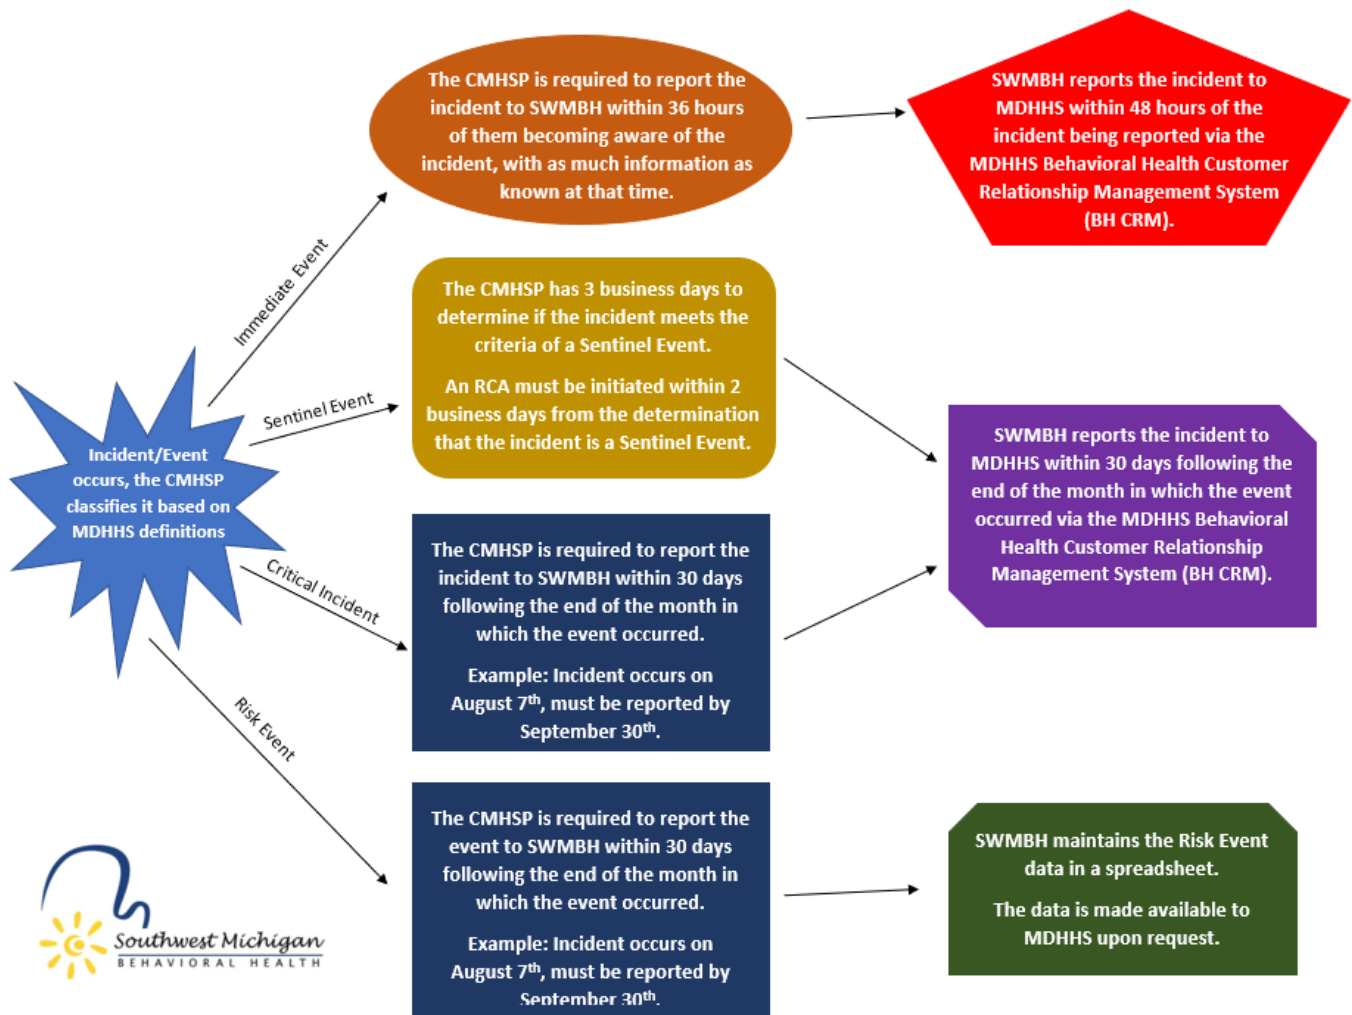 The CMHSP is required to report the
incident to SWMBH within 36 hours
of them becoming aware of the
incident, with as much information as
known at that time.
SWMBH reports the incident to
MDHHS within 48 hours of the
incident being reported via the
MDHHS Behavioral Health Customer
Relationship Management System
(BH CRM).
Immediate Event
The CMHSP has 3 business days to
determine if the incident meets the
criteria of a Sentinel Event.
An RCA must be initiated within 2
business days from the determination
that the incident is a Sentinel Event.
Sentinel Event
Incident/Event
occurs, the CMHSP
classifies it based on
MDHHS definitions
SWMBH reports the incident to
MDHHS within 30 days following the
end of the month in which the event
occurred via the MDHHS Behavioral
Health Customer Relationship
Management System (BH CRM).
Critical Incident
The CMHSP is required to report the
incident to SWMBH within 30 days
following the end of the month in
which the event occurred.
Example: Incident occurs on
August 7th, must be reported by
September 30th.
Risk Event
The CMHSP is required to report the
event to SWMBH within 30 days
following the end of the month in
which the event occurred.
Example: Incident occurs on
August 7th, must be reported by
September 30th.
SWMBH maintains the Risk Event
data in a spreadsheet.
The data is made available to
MDHHS upon request.
Southwest Michigan
BEHAVIORAL HEALTH